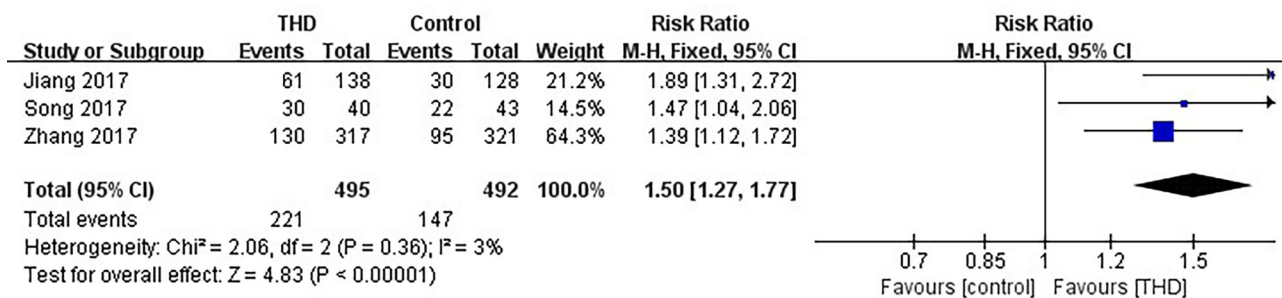 THD Control Risk Ratio Risk Ratio
Study or Subgroup Events Total Events Total Weight M-H, Fixed, 95% CI M-H, Fixed, 95% CI
Jiang 2017 61 138 30 128 21.2% 1.89 [1.31, 2.72]
Song 2017 30 40 22 43 14.5% 1.47 [1.04, 2.06]
Zhang 2017 130 317 95 321 64.3% 1.39 [1.12, 1.72]
Total (95% CI) 495 492 100.0% 1.50 [1.27, 1.77]
Total events 221 147
Heterogeneity: Chi² = 2.06, df = 2 (P = 0.36); I² = 3%
Test for overall effect: Z = 4.83 (P < 0.00001)
0.7 0.85 1 1.2 1.5
Favours [control] Favours [THD]